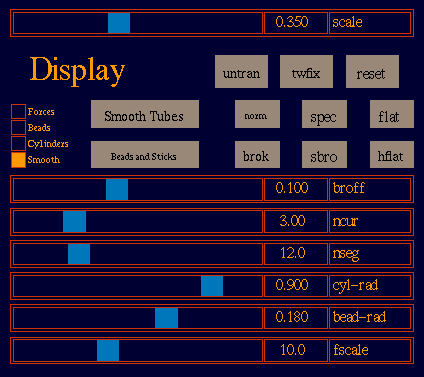 0.350 scale
Display untran twfix reset
Forces
Smooth Tubes norm spec flat
Beads
Cylinders
Smooth Beads and Sticks brok sbro hflat
0.100 broff
3.00 ncur
12.0 nseg
0.900 cyl-rad
0.180 bead-rad
10.0 fscale